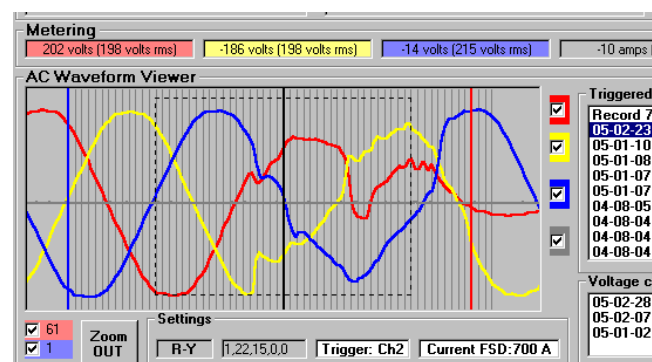 Metering
202 volts (198 volts rms)
-186 volts (198 volts rms)
-14 volts (215 volts rms)
-10 amps
AC Waveform Viewer
Triggered
Record 7
05-02-23
05-01-10
05-01-08
05-01-07
05-01-07
04-08-05
04-08-04
04-08-04
04-08-04
Voltage c
05-02-28
05-02-07
05-01-02
61
1
Zoom
OUT
Settings
R-Y
1,22,15,0,0
Trigger: Ch2
Current FSD:700 A